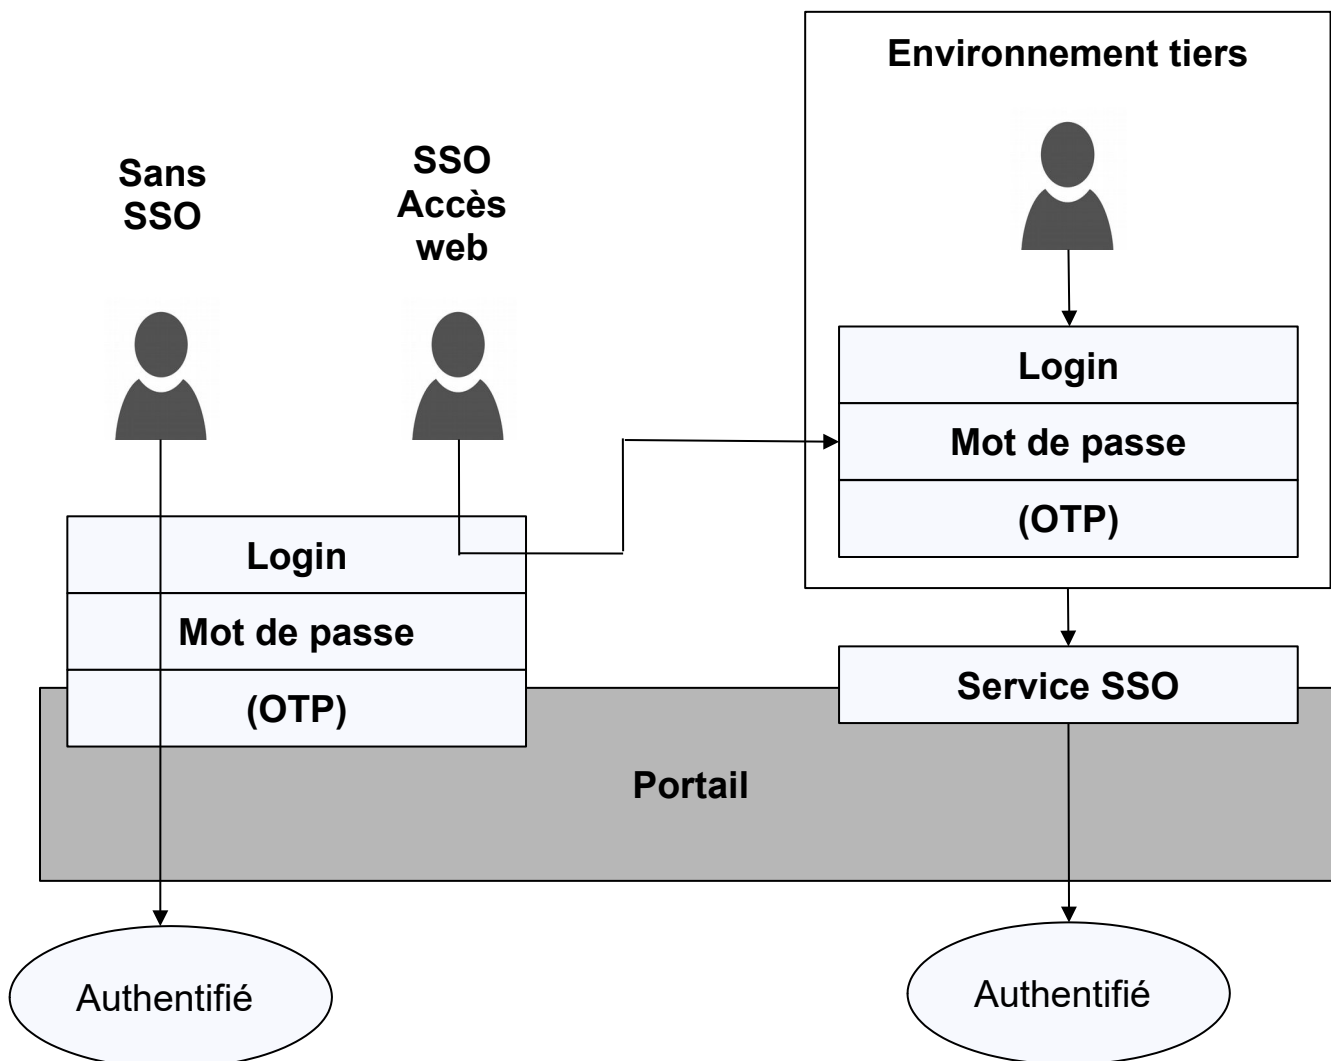 Environnement tiers
Sans
SSO
SSO
Accès
web
Login
Mot de passe
(OTP)
Login
Mot de passe
(OTP)
Service SSO
Portail
Authentifié
Authentifié